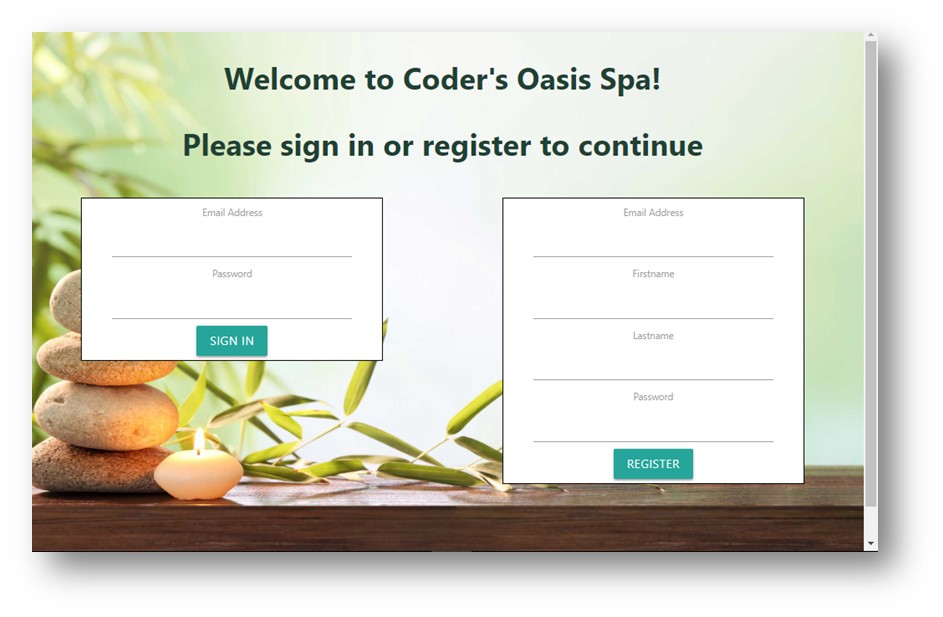 Welcome to Coder's Oasis Spa!
Please sign in or register to continue
Email Address
Password
SIGN IN
Email Address
Firstname
Lastname
Password
REGISTER